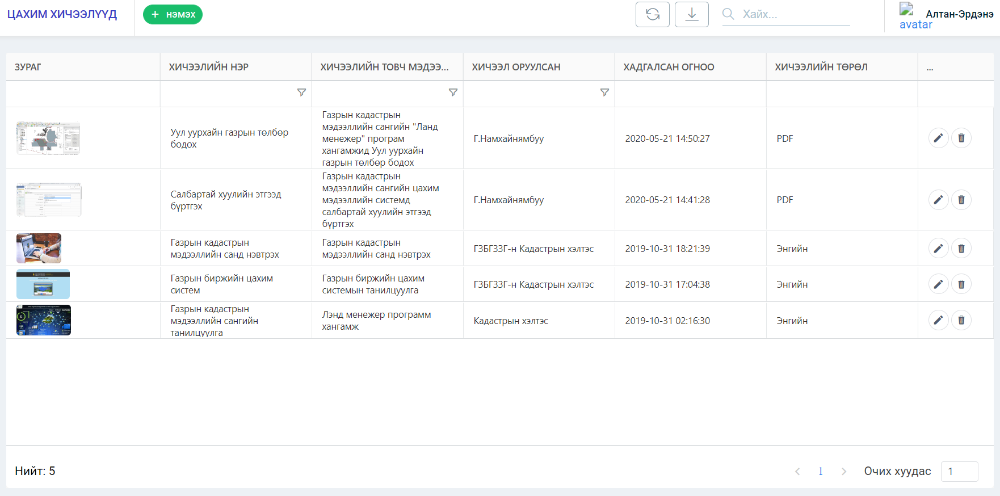 ЦАХИМ ХИЧЭЭЛҮҮД
+ НЭМЭХ
Хайх...
avatar
Алтан-Эрдэнэ
ЗУРАГ
ХИЧЭЭЛИЙН НЭР
ХИЧЭЭЛИЙН ТОВЧ МЭДЭЭ...
ХИЧЭЭЛ ОРУУЛСАН
ХАДГАЛСАН ОГНОО
ХИЧЭЭЛИЙН ТӨРӨЛ
...
Уул уурхайн газрын төлбөр
бодох
Газрын кадастрын
мэдээллийн сангийн "Ланд
менежер" програм
хангамжид Уул уурхайн
газрын төлбөр бодох
Г.Намхайнямбуу
2020-05-21 14:50:27
PDF
Салбартай хуулийн этгээд
бүртгэх
Газрын кадастрын
мэдээллийн сангийн цахим
мэдээллийн системд
салбартай хуулийн этгээд
бүртгэх
Г.Намхайнямбуу
2020-05-21 14:41:28
PDF
Газрын кадастрын
мэдээллийн санд нэвтрэх
Газрын кадастрын
мэдээллийн санд нэвтрэх
ГЗБГЗЗГ-н Кадастрын хэлтэс
2019-10-31 18:21:39
Энгийн
Газрын биржийн цахим
систем
Газрын биржийн цахим
системын танилцуулга
ГЗБГЗЗГ-н Кадастрын хэлтэс
2019-10-31 17:04:38
Энгийн
Газрын кадастрын
мэдээллийн сангийн
танилцуулга
Лэнд менежер программ
хангамж
Кадастрын хэлтэс
2019-10-31 02:16:30
Энгийн
Нийт: 5
1
Очих хуудас
1